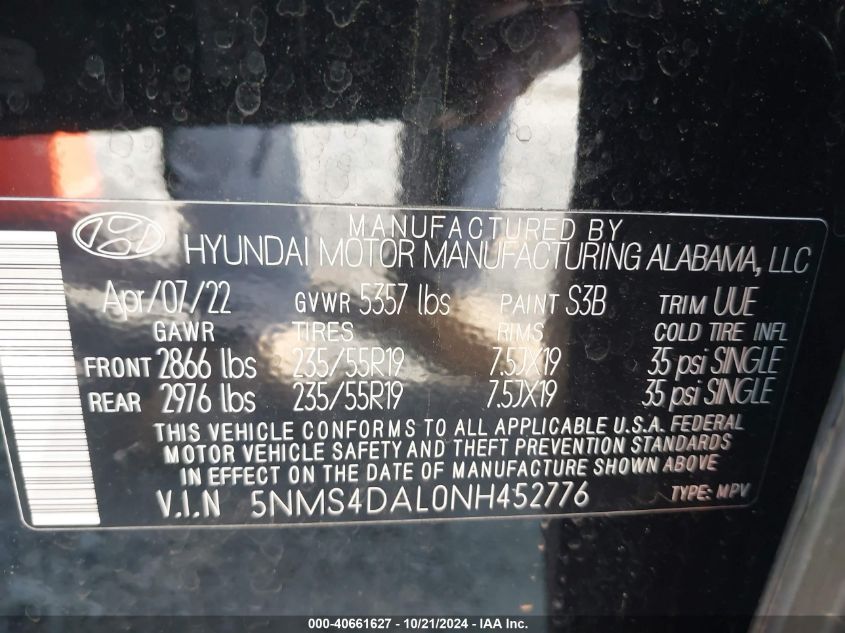 MANUFACTURED BY
HYUNDAI MOTOR MANUFACTURING ALABAMA, LLC
Apr/07/22 GVWR 5357 lbs PAINT S3B TRIM UUE
GAWR TIRES RIMS COLD TIRE INFL
FRONT 2866 lbs 235/55R19 7.5JX19 35 psi SINGLE
REAR 2976 lbs 235/55R19 7.5JX19 35 psi SINGLE
THIS VEHICLE CONFORMS TO ALL APPLICABLE U.S.A. FEDERAL
MOTOR VEHICLE SAFETY AND THEFT PREVENTION STANDARDS
IN EFFECT ON THE DATE OF MANUFACTURE SHOWN ABOVE
V.I.N 5NMS4DAL0NH452776 TYPE: MPV
000-40661627 - 10/21/2024 - IAA Inc.